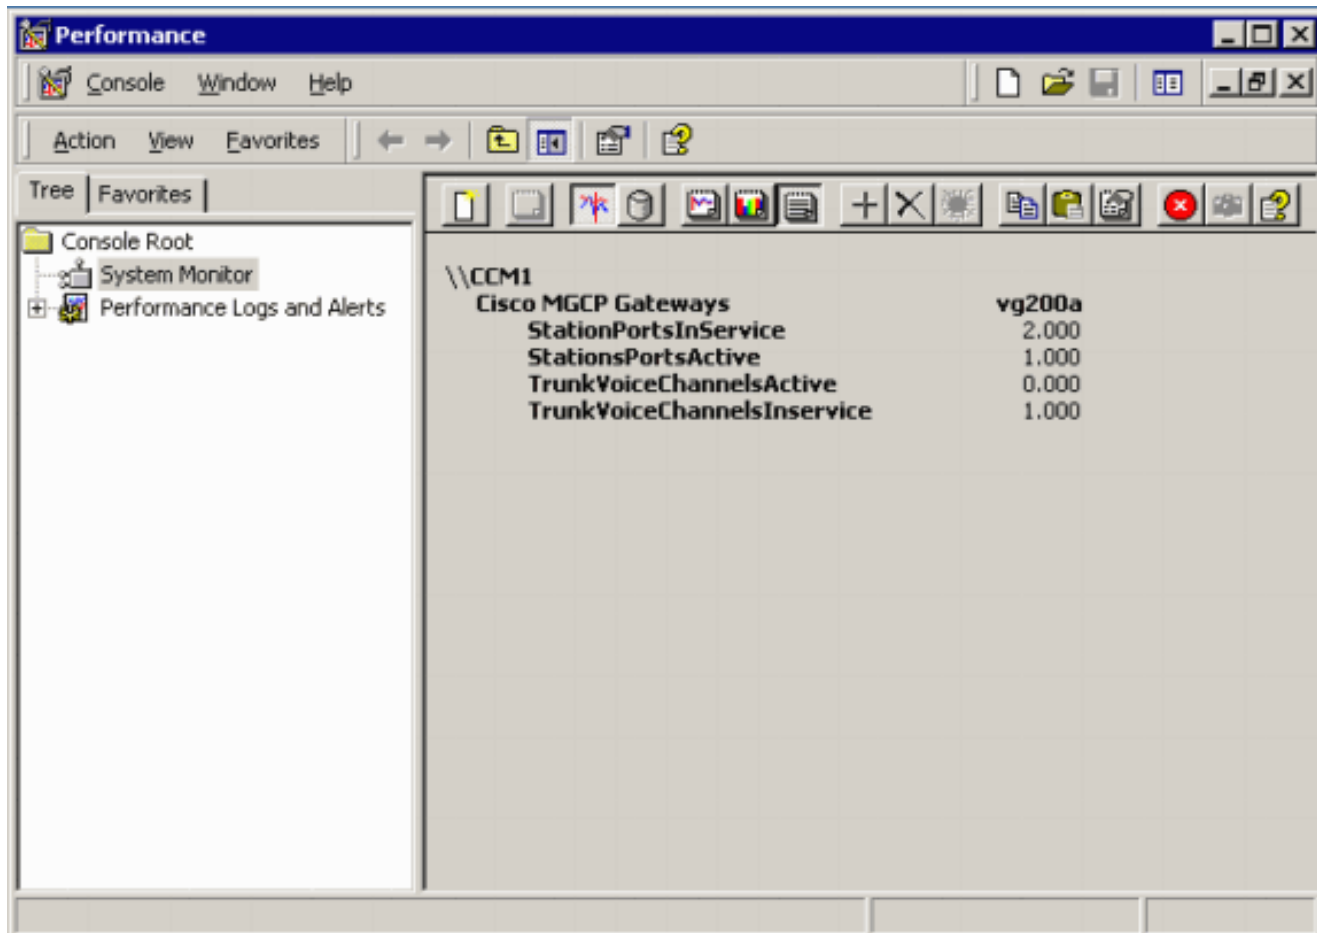 Performance
Console Window Help
Action View Favorites
Tree Favorites
Console Root
System Monitor
Performance Logs and Alerts
\\CCM1
Cisco MGCP Gateways vg200a
StationPortsInService 2.000
StationsPortsActive 1.000
TrunkVoiceChannelsActive 0.000
TrunkVoiceChannelsInservice 1.000